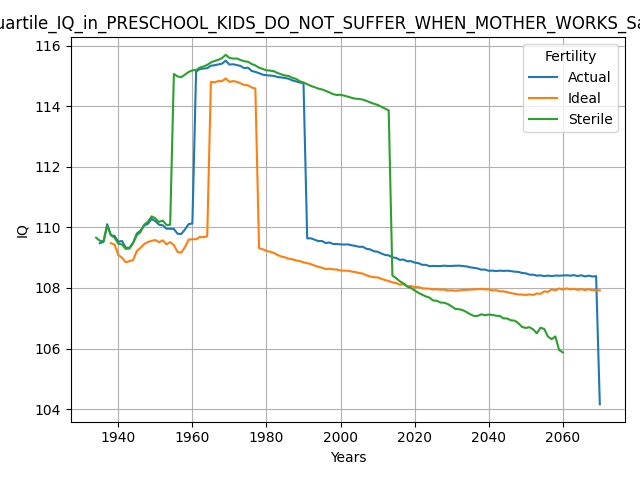 uartile_IQ_in_PRESCHOOL_KIDS_DO_NOT_SUFFER_WHEN_MOTHER_WORKS_Sa
116
114
112
110
108
106
104
IQ
Fertility
Actual
Ideal
Sterile
1940
1960
1980
2000
2020
2040
2060
Years